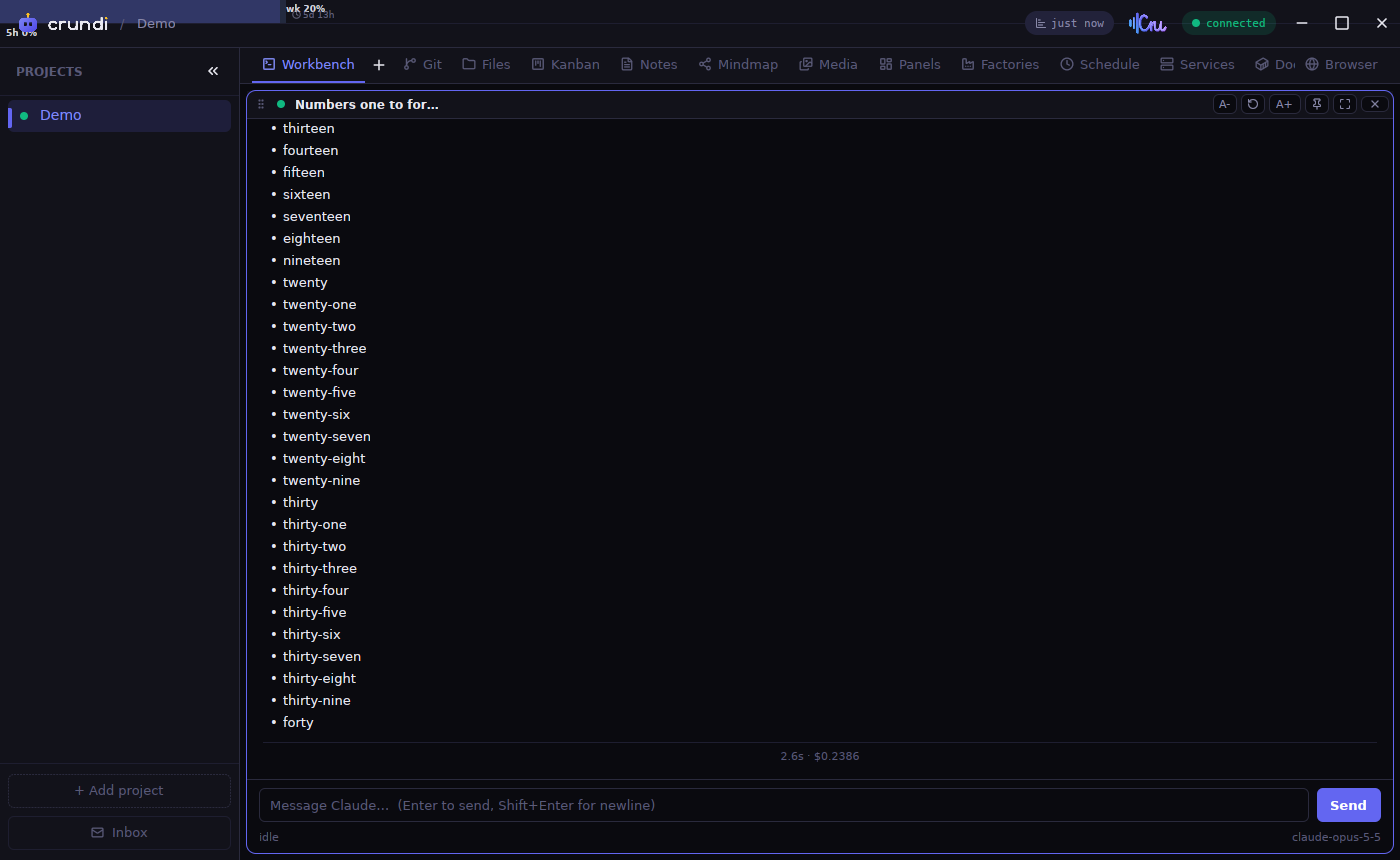 wk 20%
5d 13h
5h 0%
crundi / Demo
just now
Cru
connected
PROJECTS
Workbench
Git
Files
Kanban
Notes
Mindmap
Media
Panels
Factories
Schedule
Services
Do
Browser
Demo
Numbers one to for…
A-
A+
• thirteen
• fourteen
• fifteen
• sixteen
• seventeen
• eighteen
• nineteen
• twenty
• twenty-one
• twenty-two
• twenty-three
• twenty-four
• twenty-five
• twenty-six
• twenty-seven
• twenty-eight
• twenty-nine
• thirty
• thirty-one
• thirty-two
• thirty-three
• thirty-four
• thirty-five
• thirty-six
• thirty-seven
• thirty-eight
• thirty-nine
• forty
2.6s · $0.2386
+ Add project
Inbox
Message Claude… (Enter to send, Shift+Enter for newline)
Send
idle
claude-opus-5-5